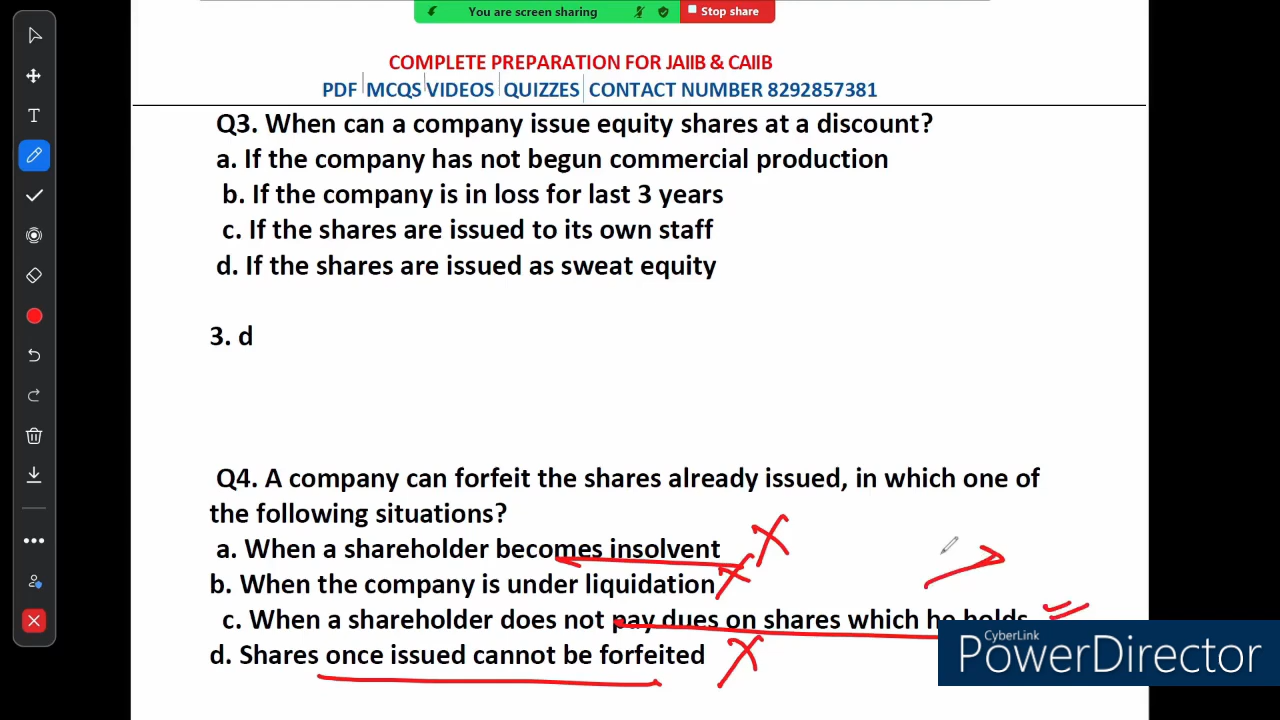 You are screen sharing
Stop share
COMPLETE PREPARATION FOR JAIIB & CAIIB
PDF MCQS VIDEOS QUIZZES CONTACT NUMBER 8292857381
Q3. When can a company issue equity shares at a discount?
a. If the company has not begun commercial production
b. If the company is in loss for last 3 years
c. If the shares are issued to its own staff
d. If the shares are issued as sweat equity
3. d
Q4. A company can forfeit the shares already issued, in which one of
the following situations?
a. When a shareholder becomes insolvent
b. When the company is under liquidation
c. When a shareholder does not pay dues on shares which he holds
d. Shares once issued cannot be forfeited
T
CyberLink
PowerDirector